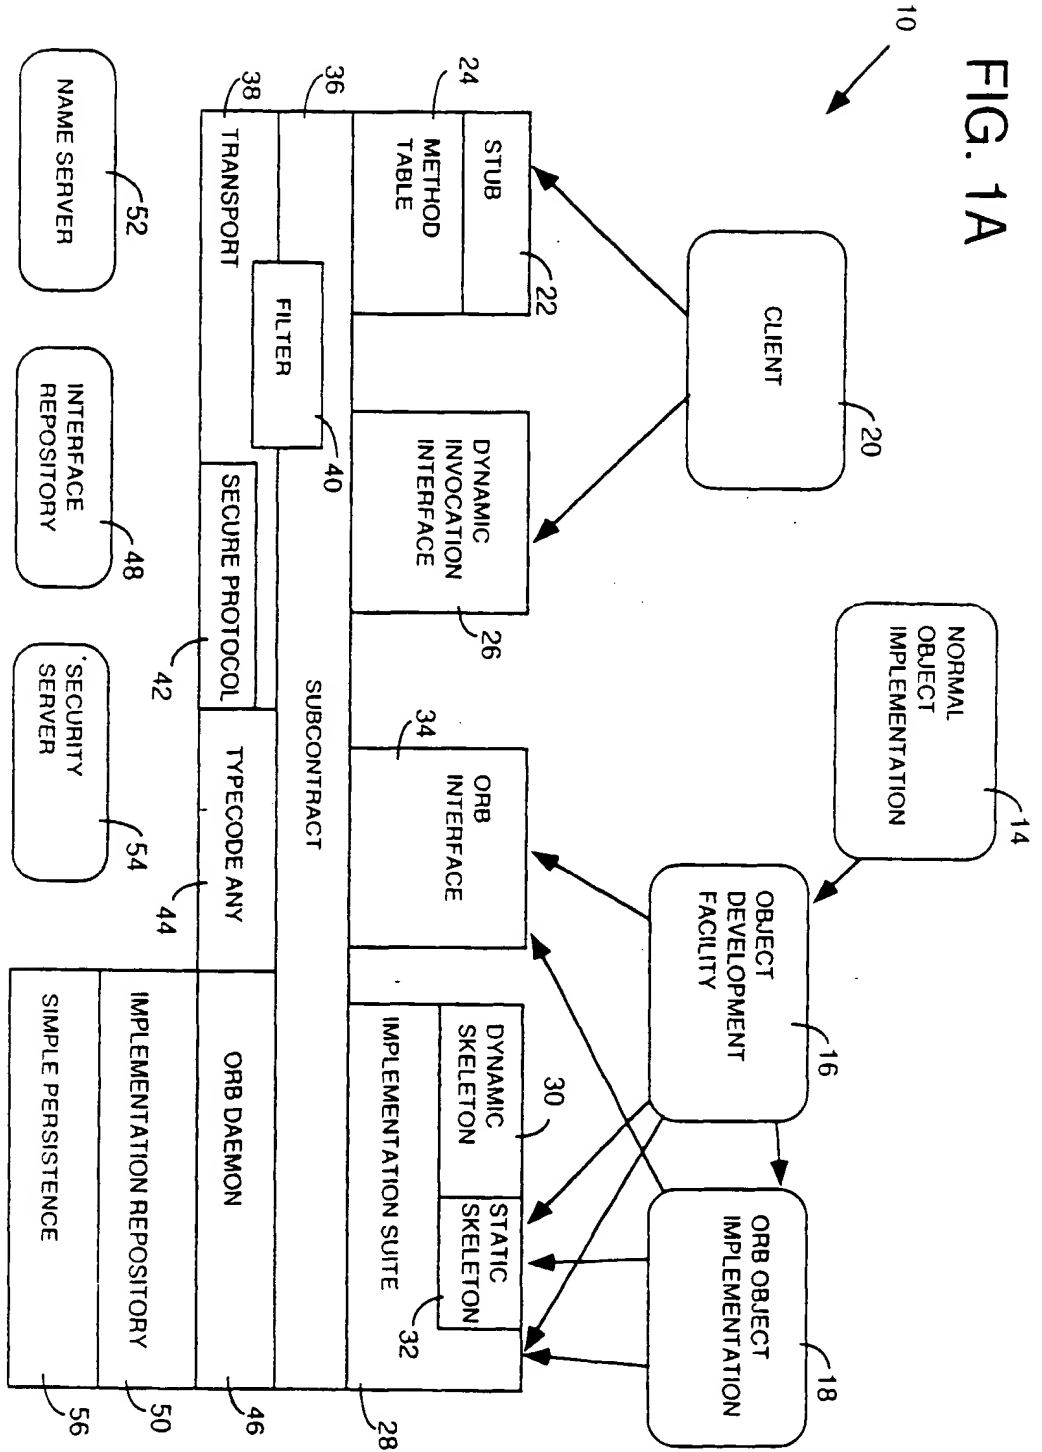 FIG. 1A
10
CLIENT
20
NORMAL
OBJECT
IMPLEMENTATION
14
OBJECT
DEVELOPMENT
FACILITY
16
ORB OBJECT
IMPLEMENTATION
18
STUB
22
METHOD
TABLE
24
DYNAMIC
INVOCATION
INTERFACE
26
ORB
INTERFACE
34
DYNAMIC
SKELETON
30
STATIC
SKELETON
32
IMPLEMENTATION SUITE
28
36
SUBCONTRACT
FILTER
40
38
TRANSPORT
SECURE PROTOCOL
42
TYPECODE ANY
44
ORB DAEMON
46
IMPLEMENTATION REPOSITORY
50
SIMPLE PERSISTENCE
56
NAME SERVER
52
INTERFACE
REPOSITORY
48
SECURITY
SERVER
54